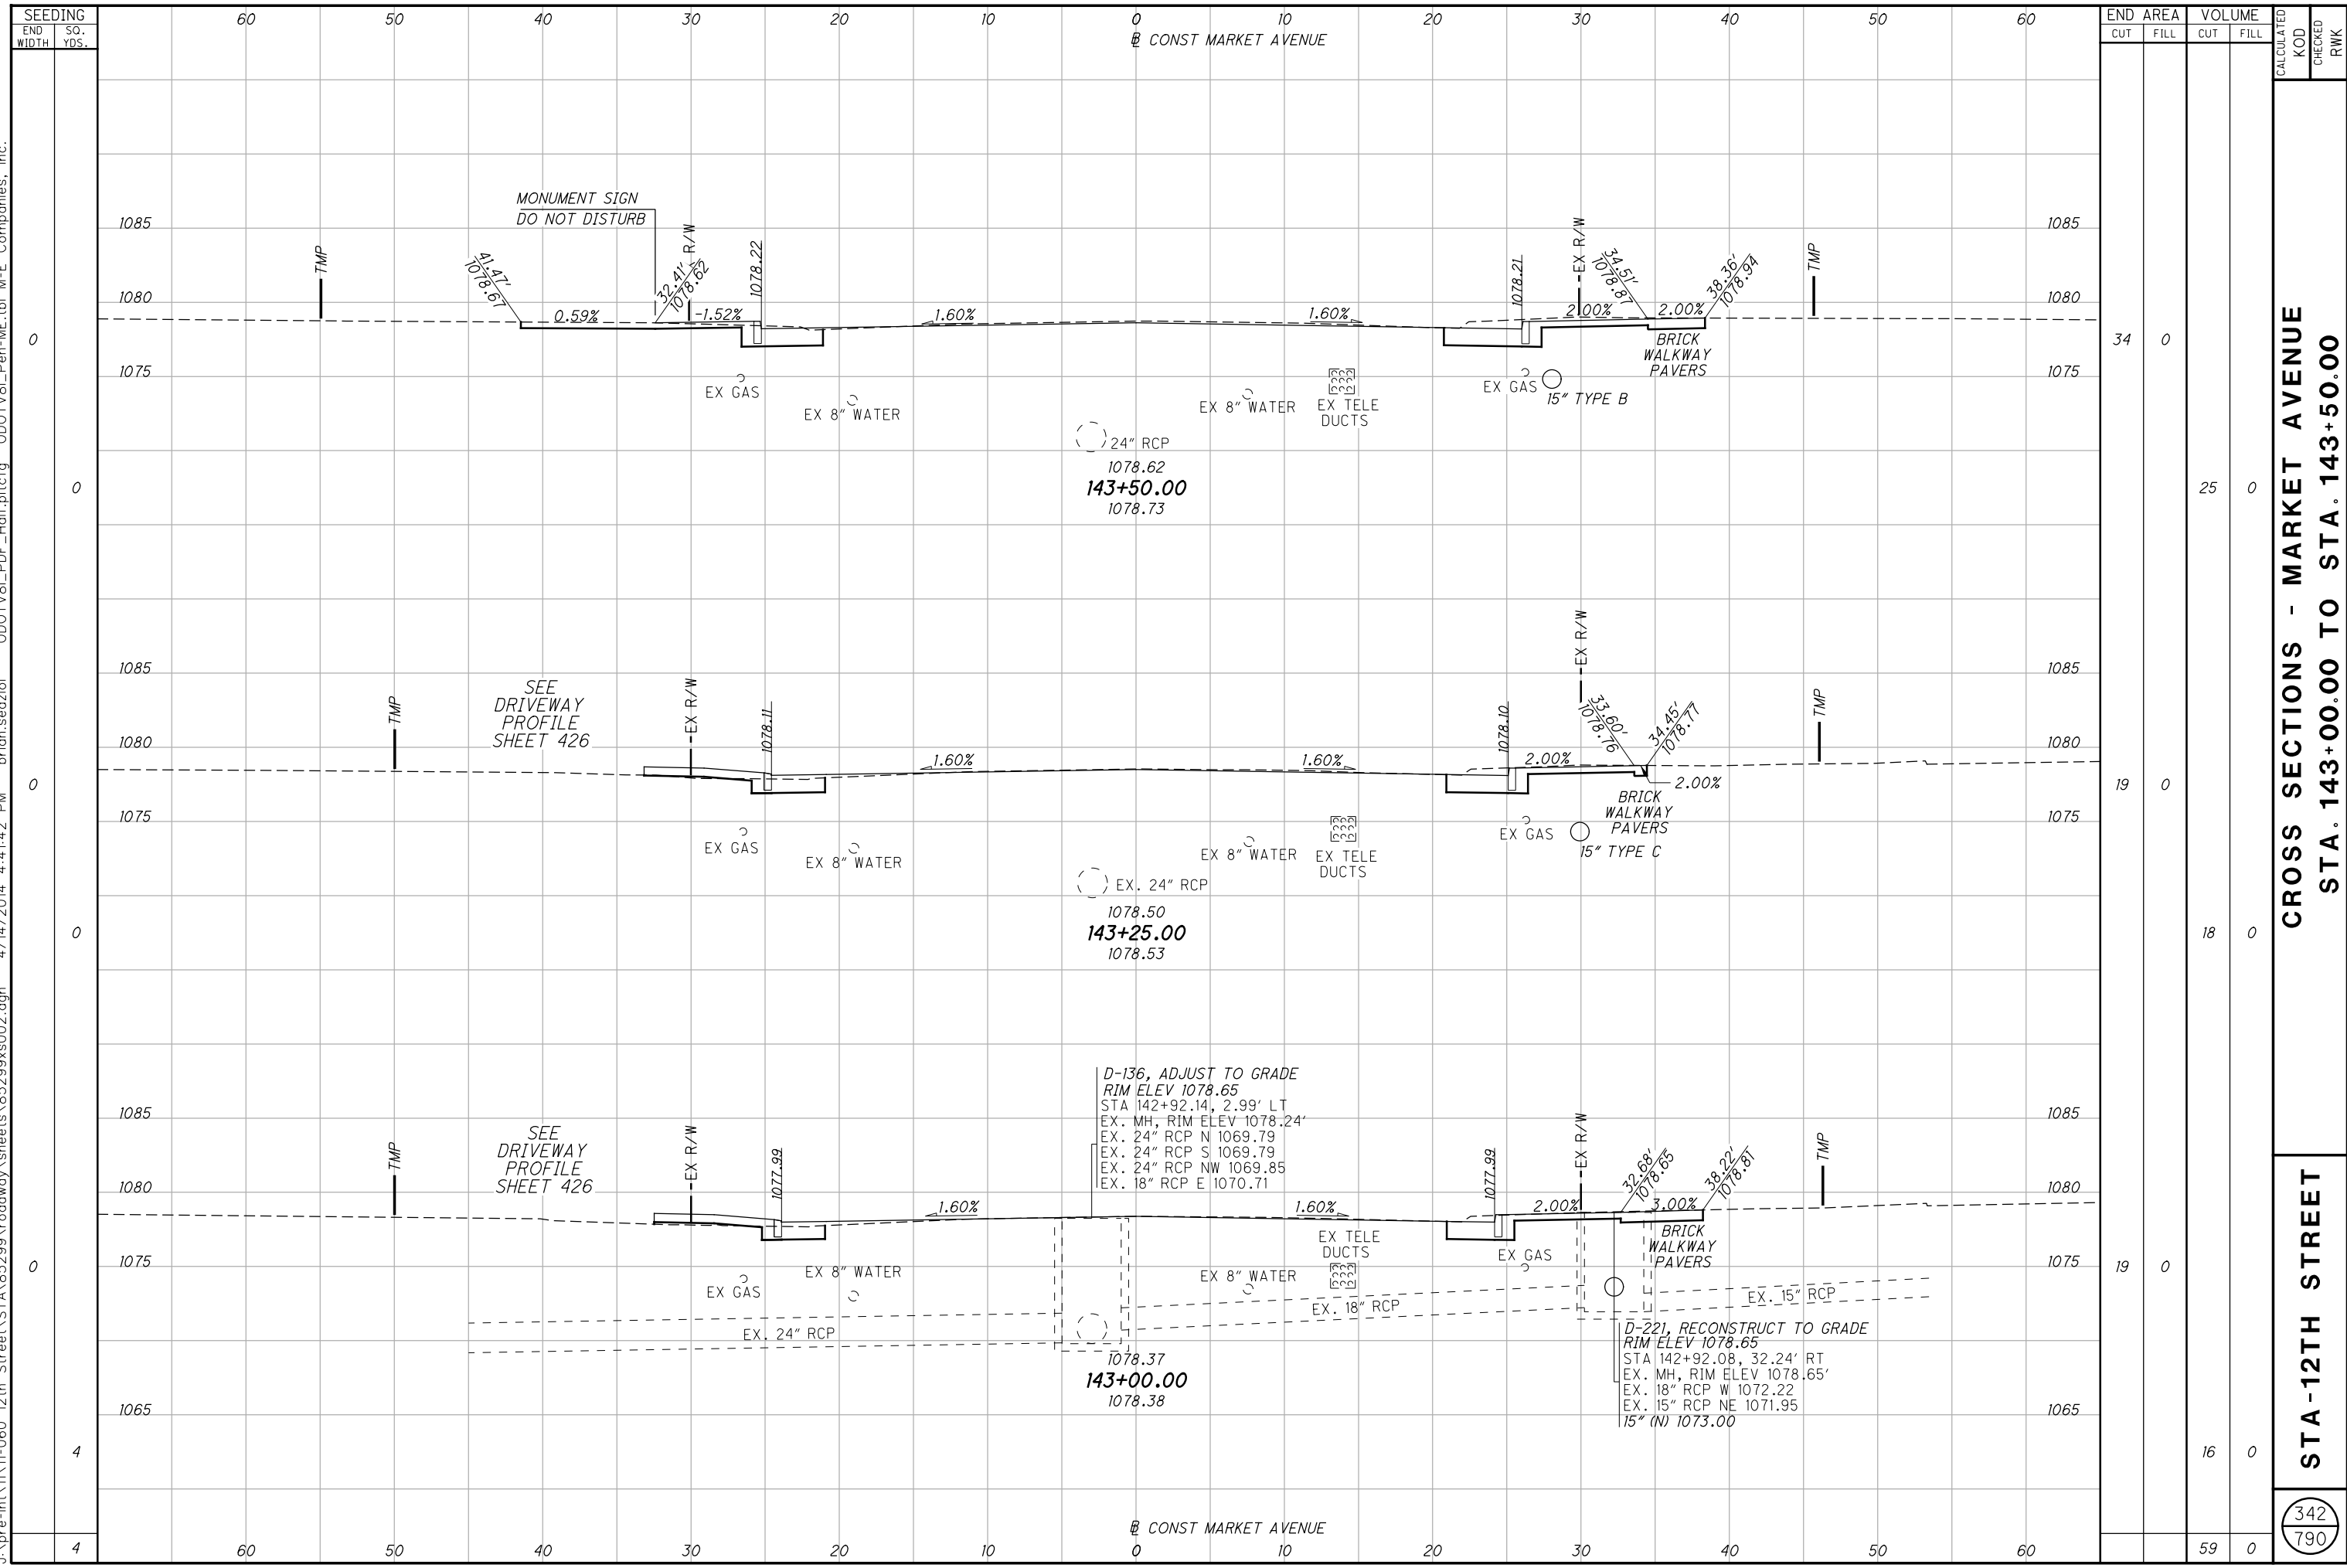 SEEDING
END WIDTH
SQ. YDS.
60 50 40 30 20 10 0 10 20 30 40 50 60
℄ CONST MARKET AVENUE
END AREA
VOLUME
CUT FILL CUT FILL
CALCULATED
KOD
CHECKED
RWK
MONUMENT SIGN
DO NOT DISTURB
1085
1080
1075
TMP
41.47'
1078.67
0.59%
32.41'
1078.62
EX R/W
-1.52%
1078.22
1.60%
1.60%
1078.21
EX R/W
2.00%
34.51'
1078.87
2.00%
38.36'
1078.94
TMP
1085
1080
1075
BRICK
WALKWAY
PAVERS
EX GAS
EX 8" WATER
EX 8" WATER
EX TELE
DUCTS
EX GAS
15" TYPE B
24" RCP
1078.62
143+50.00
1078.73
0
34 0
0
25 0
1085
1080
1075
TMP
SEE
DRIVEWAY
PROFILE
SHEET 426
EX R/W
1078.11
1.60%
1.60%
1078.10
EX R/W
2.00%
33.60'
1078.76
34.45'
1078.77
2.00%
TMP
1085
1080
1075
BRICK
WALKWAY
PAVERS
EX GAS
EX 8" WATER
EX 8" WATER
EX TELE
DUCTS
EX GAS
15" TYPE C
EX. 24" RCP
1078.50
143+25.00
1078.53
0
19 0
0
18 0
D-136, ADJUST TO GRADE
RIM ELEV 1078.65
STA 142+92.14, 2.99' LT
EX. MH, RIM ELEV 1078.24'
EX. 24" RCP N 1069.79
EX. 24" RCP S 1069.79
EX. 24" RCP NW 1069.85
EX. 18" RCP E 1070.71
1085
1080
1075
1065
TMP
SEE
DRIVEWAY
PROFILE
SHEET 426
EX R/W
1077.99
1.60%
1.60%
1077.99
EX R/W
2.00%
32.68'
1078.65
3.00%
38.22'
1078.81
TMP
1085
1080
1075
1065
BRICK
WALKWAY
PAVERS
EX TELE
DUCTS
EX GAS
EX 8" WATER
EX GAS
EX 8" WATER
EX. 18" RCP
EX. 15" RCP
EX. 24" RCP
D-221, RECONSTRUCT TO GRADE
RIM ELEV 1078.65
STA 142+92.08, 32.24' RT
EX. MH, RIM ELEV 1078.65'
EX. 18" RCP W 1072.22
EX. 15" RCP NE 1071.95
15" (N) 1073.00
1078.37
143+00.00
1078.38
0
19 0
4
16 0
℄ CONST MARKET AVENUE
4
60 50 40 30 20 10 0 10 20 30 40 50 60
59 0
CROSS SECTIONS - MARKET AVENUE
STA. 143+00.00 TO STA. 143+50.00
STA-12TH STREET
342
790